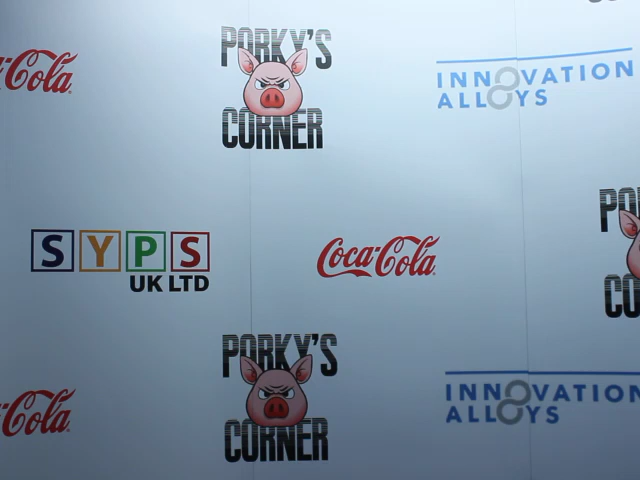 PORKY'S
CORNER
Cola
INNOVATION
ALLOYS
SYPS
UK LTD
Coca-Cola
PORKY'S
CORNER
Cola
INNOVATION
ALLOYS